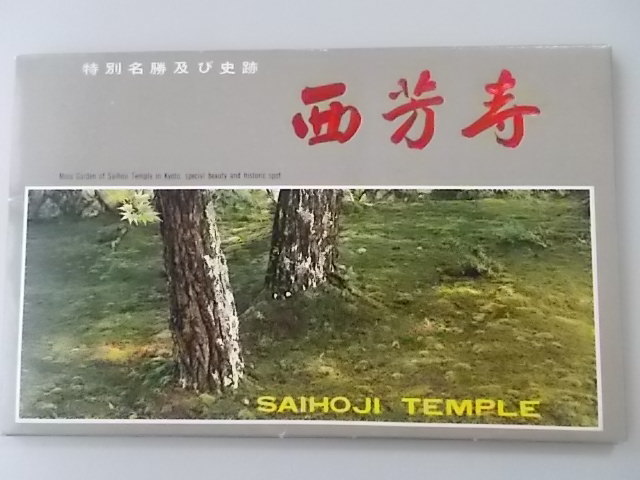 特別名勝及び史跡
西芳寺
Moss Garden of Saihoji Temple in Kyoto, special beauty and historic spot
SAIHOJI TEMPLE